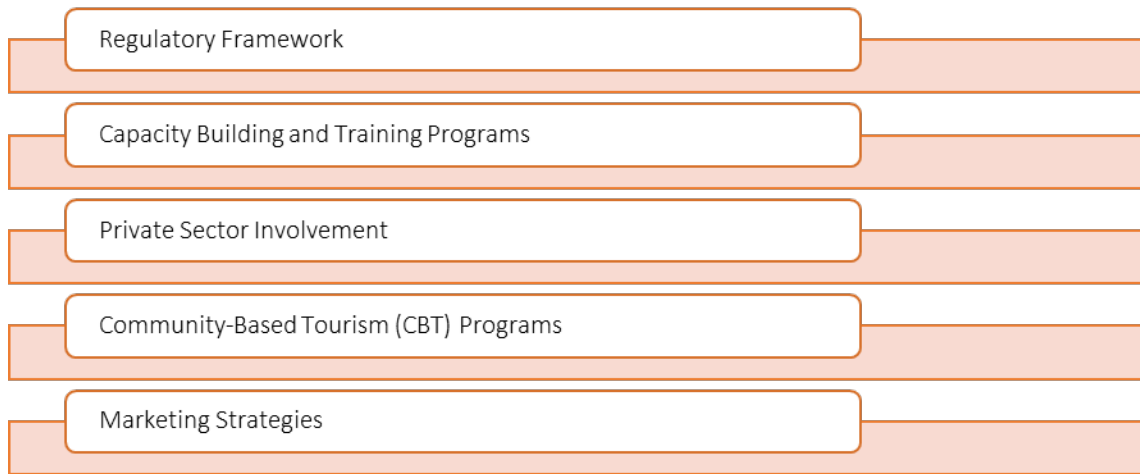 Regulatory Framework
Capacity Building and Training Programs
Private Sector Involvement
Community-Based Tourism (CBT) Programs
Marketing Strategies